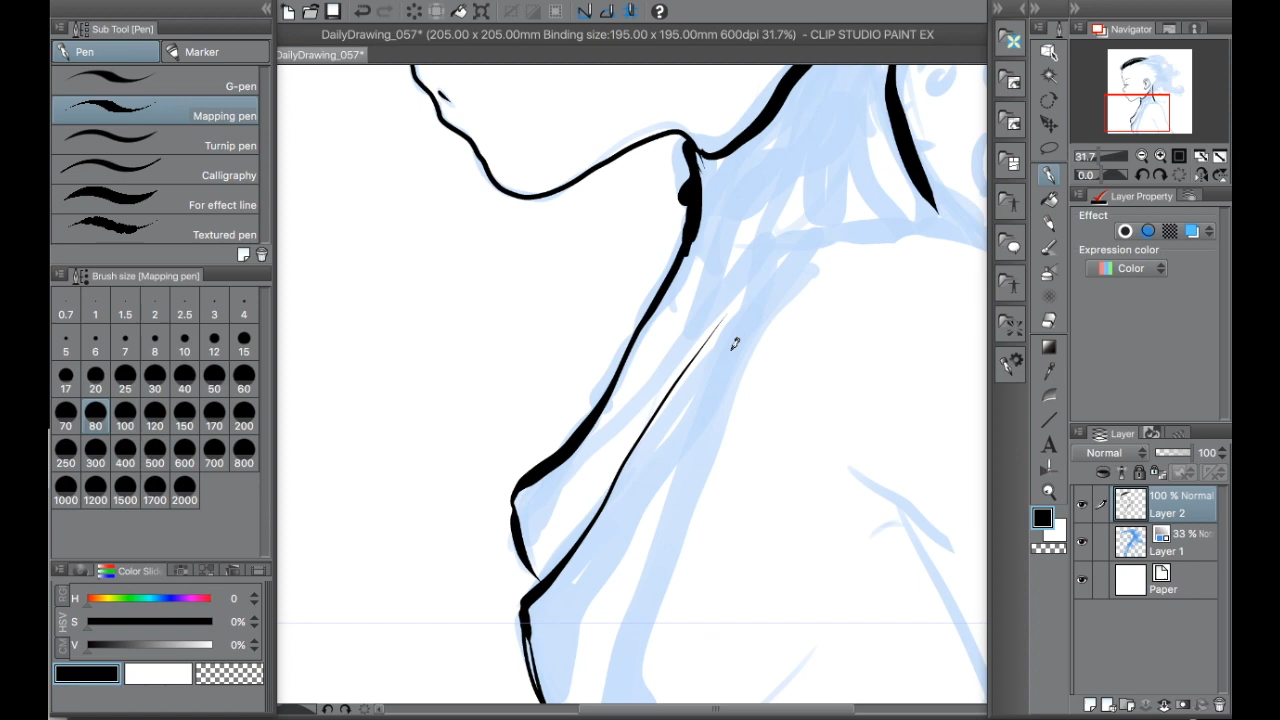 Sub Tool [Pen]
DailyDrawing_057* (205.00 x 205.00mm Binding size:195.00 x 195.00mm 600dpi 31.7%) - CLIP STUDIO PAINT EX
Navigator
Pen
Marker
DailyDrawing_057*
G-pen
Mapping pen
Turnip pen
Calligraphy
For effect line
Textured pen
31.7
0.0
Layer Property
Effect
Expression color
Color
Brush size [Mapping pen]
0.7 1 1.5 2 2.5 3 4
5 6 7 8 10 12 15
17 20 25 30 40 50 60
70 80 100 120 150 170 200
250 300 400 500 600 700 800
1000 1200 1500 1700 2000
Layer
Normal 100
100 % Normal
Layer 2
33 % No
Layer 1
Paper
Color Slid
H 0
S 0%
V 0%
HSV